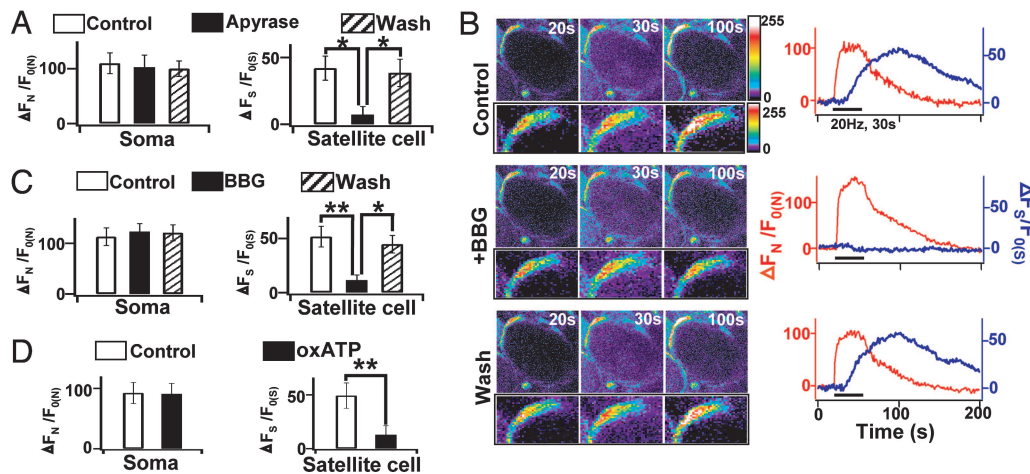 A
Control
Apyrase
Wash
ΔF_N /F_0(N)
100
0
Soma
ΔF_S /F_0(S)
50
0
*
*
Satellite cell
B
Control
20s
30s
100s
255
0
255
0
100
0
50
0
20Hz, 30s
C
Control
BBG
Wash
ΔF_N /F_0(N)
100
0
Soma
ΔF_S /F_0(S)
50
0
**
*
Satellite cell
+BBG
20s
30s
100s
ΔF_N /F_0(N)
100
0
50
0
ΔF_S/F_0(S)
D
Control
oxATP
ΔF_N /F_0(N)
100
0
Soma
ΔF_S /F_0(S)
50
0
**
Satellite cell
Wash
20s
30s
100s
100
0
50
0
0
100
200
Time (s)